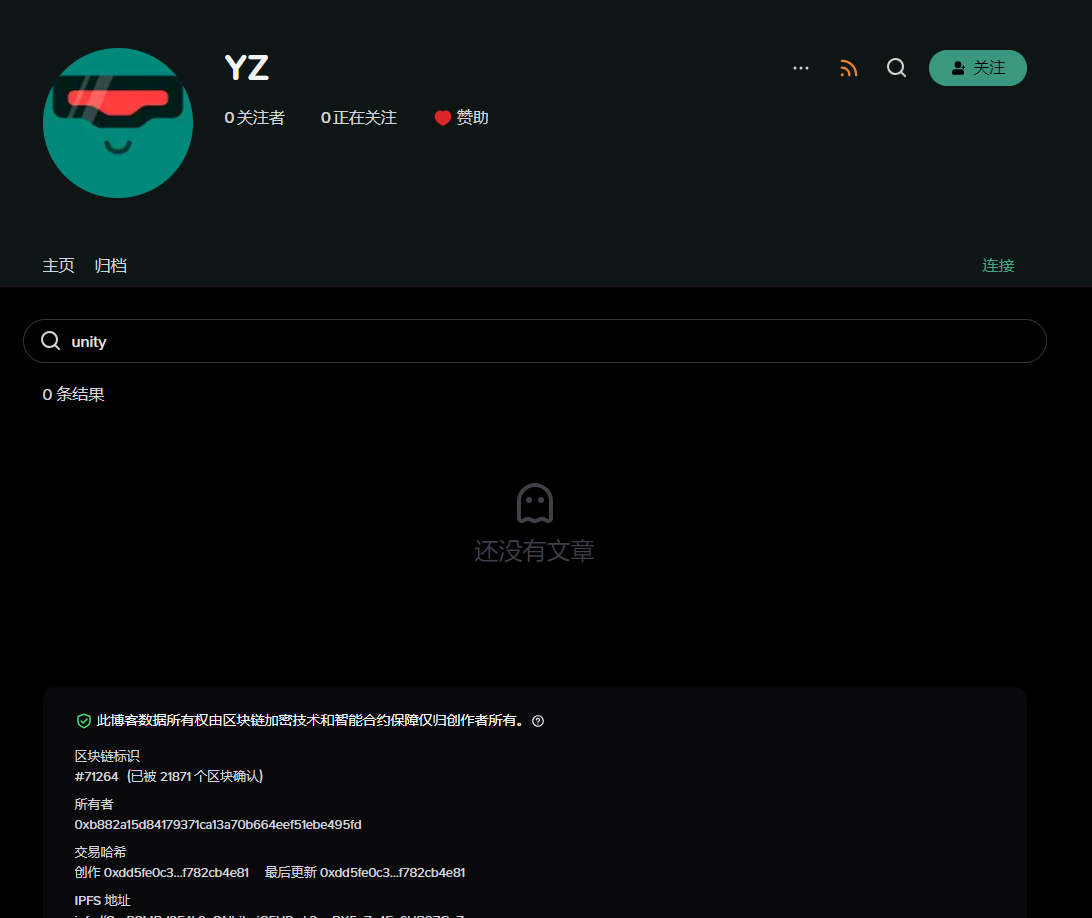 YZ
0 关注者 0 正在关注 赞助
关注
主页 归档 连接
unity
0 条结果
还没有文章
此博客数据所有权由区块链加密技术和智能合约保障仅归创作者所有。
区块链标识
#71264 (已被 21871 个区块确认)
所有者
0xb882a15d84179371ca13a70b664eef51ebe495fd
交易哈希
创作 0xdd5fe0c3...f782cb4e81 最后更新 0xdd5fe0c3...f782cb4e81
IPFS 地址